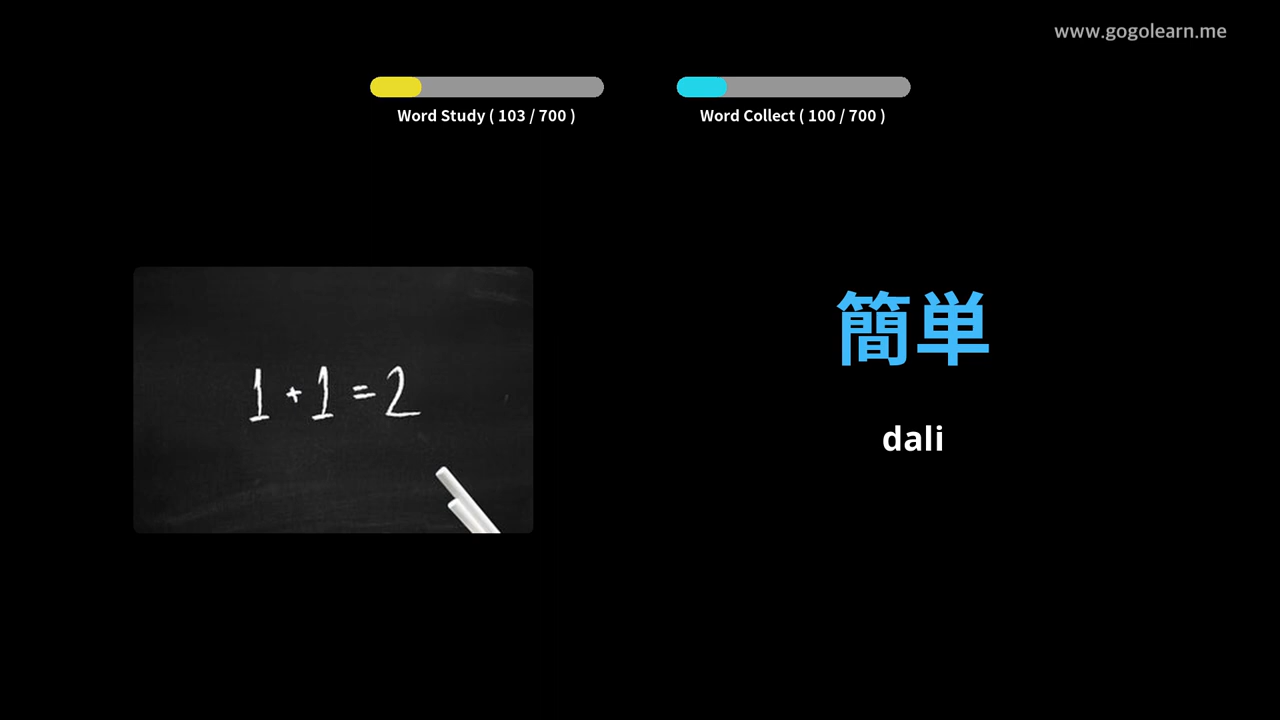 www.gogolearn.me
Word Study ( 103 / 700 )
Word Collect ( 100 / 700 )
1 + 1 = 2
簡単
dali